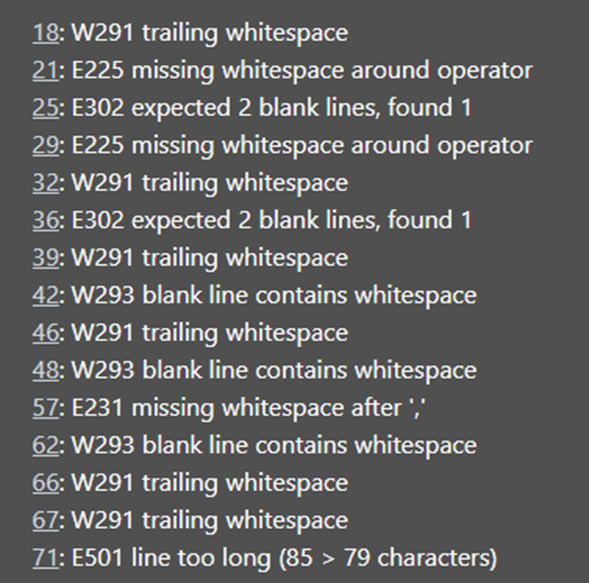 18: W291 trailing whitespace
21: E225 missing whitespace around operator
25: E302 expected 2 blank lines, found 1
29: E225 missing whitespace around operator
32: W291 trailing whitespace
36: E302 expected 2 blank lines, found 1
39: W291 trailing whitespace
42: W293 blank line contains whitespace
46: W291 trailing whitespace
48: W293 blank line contains whitespace
57: E231 missing whitespace after ','
62: W293 blank line contains whitespace
66: W291 trailing whitespace
67: W291 trailing whitespace
71: E501 line too long (85 > 79 characters)